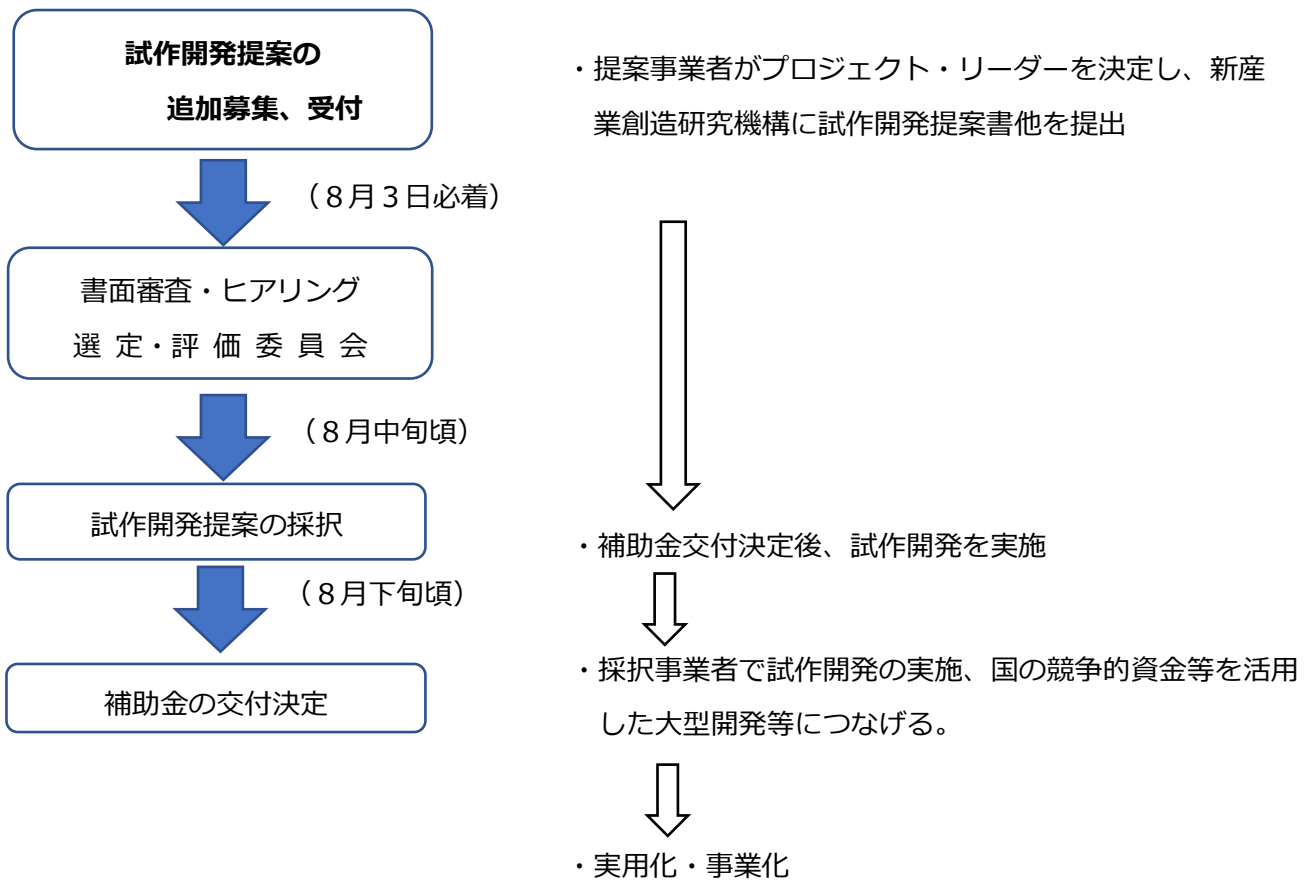 試作開発提案の
追加募集、受付
・提案事業者がプロジェクト・リーダーを決定し、新産
業創造研究機構に試作開発提案書他を提出
（８月３日必着）
書面審査・ヒアリング
選 定・評 価 委 員 会
（８月中旬頃）
試作開発提案の採択
・補助金交付決定後、試作開発を実施
（８月下旬頃）
補助金の交付決定
・採択事業者で試作開発の実施、国の競争的資金等を活用
した大型開発等につなげる。
・実用化・事業化